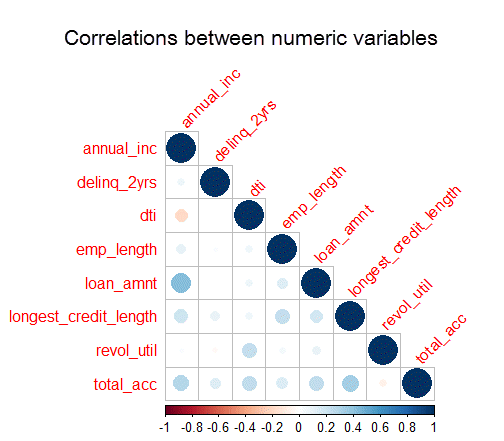 Correlations between numeric variables
annual_inc
delinq_2yrs
dti
emp_length
loan_amnt
longest_credit_length
revol_util
total_acc
annual_inc
delinq_2yrs
dti
emp_length
loan_amnt
longest_credit_length
revol_util
total_acc
-1 -0.8 -0.6 -0.4 -0.2 0 0.2 0.4 0.6 0.8 1